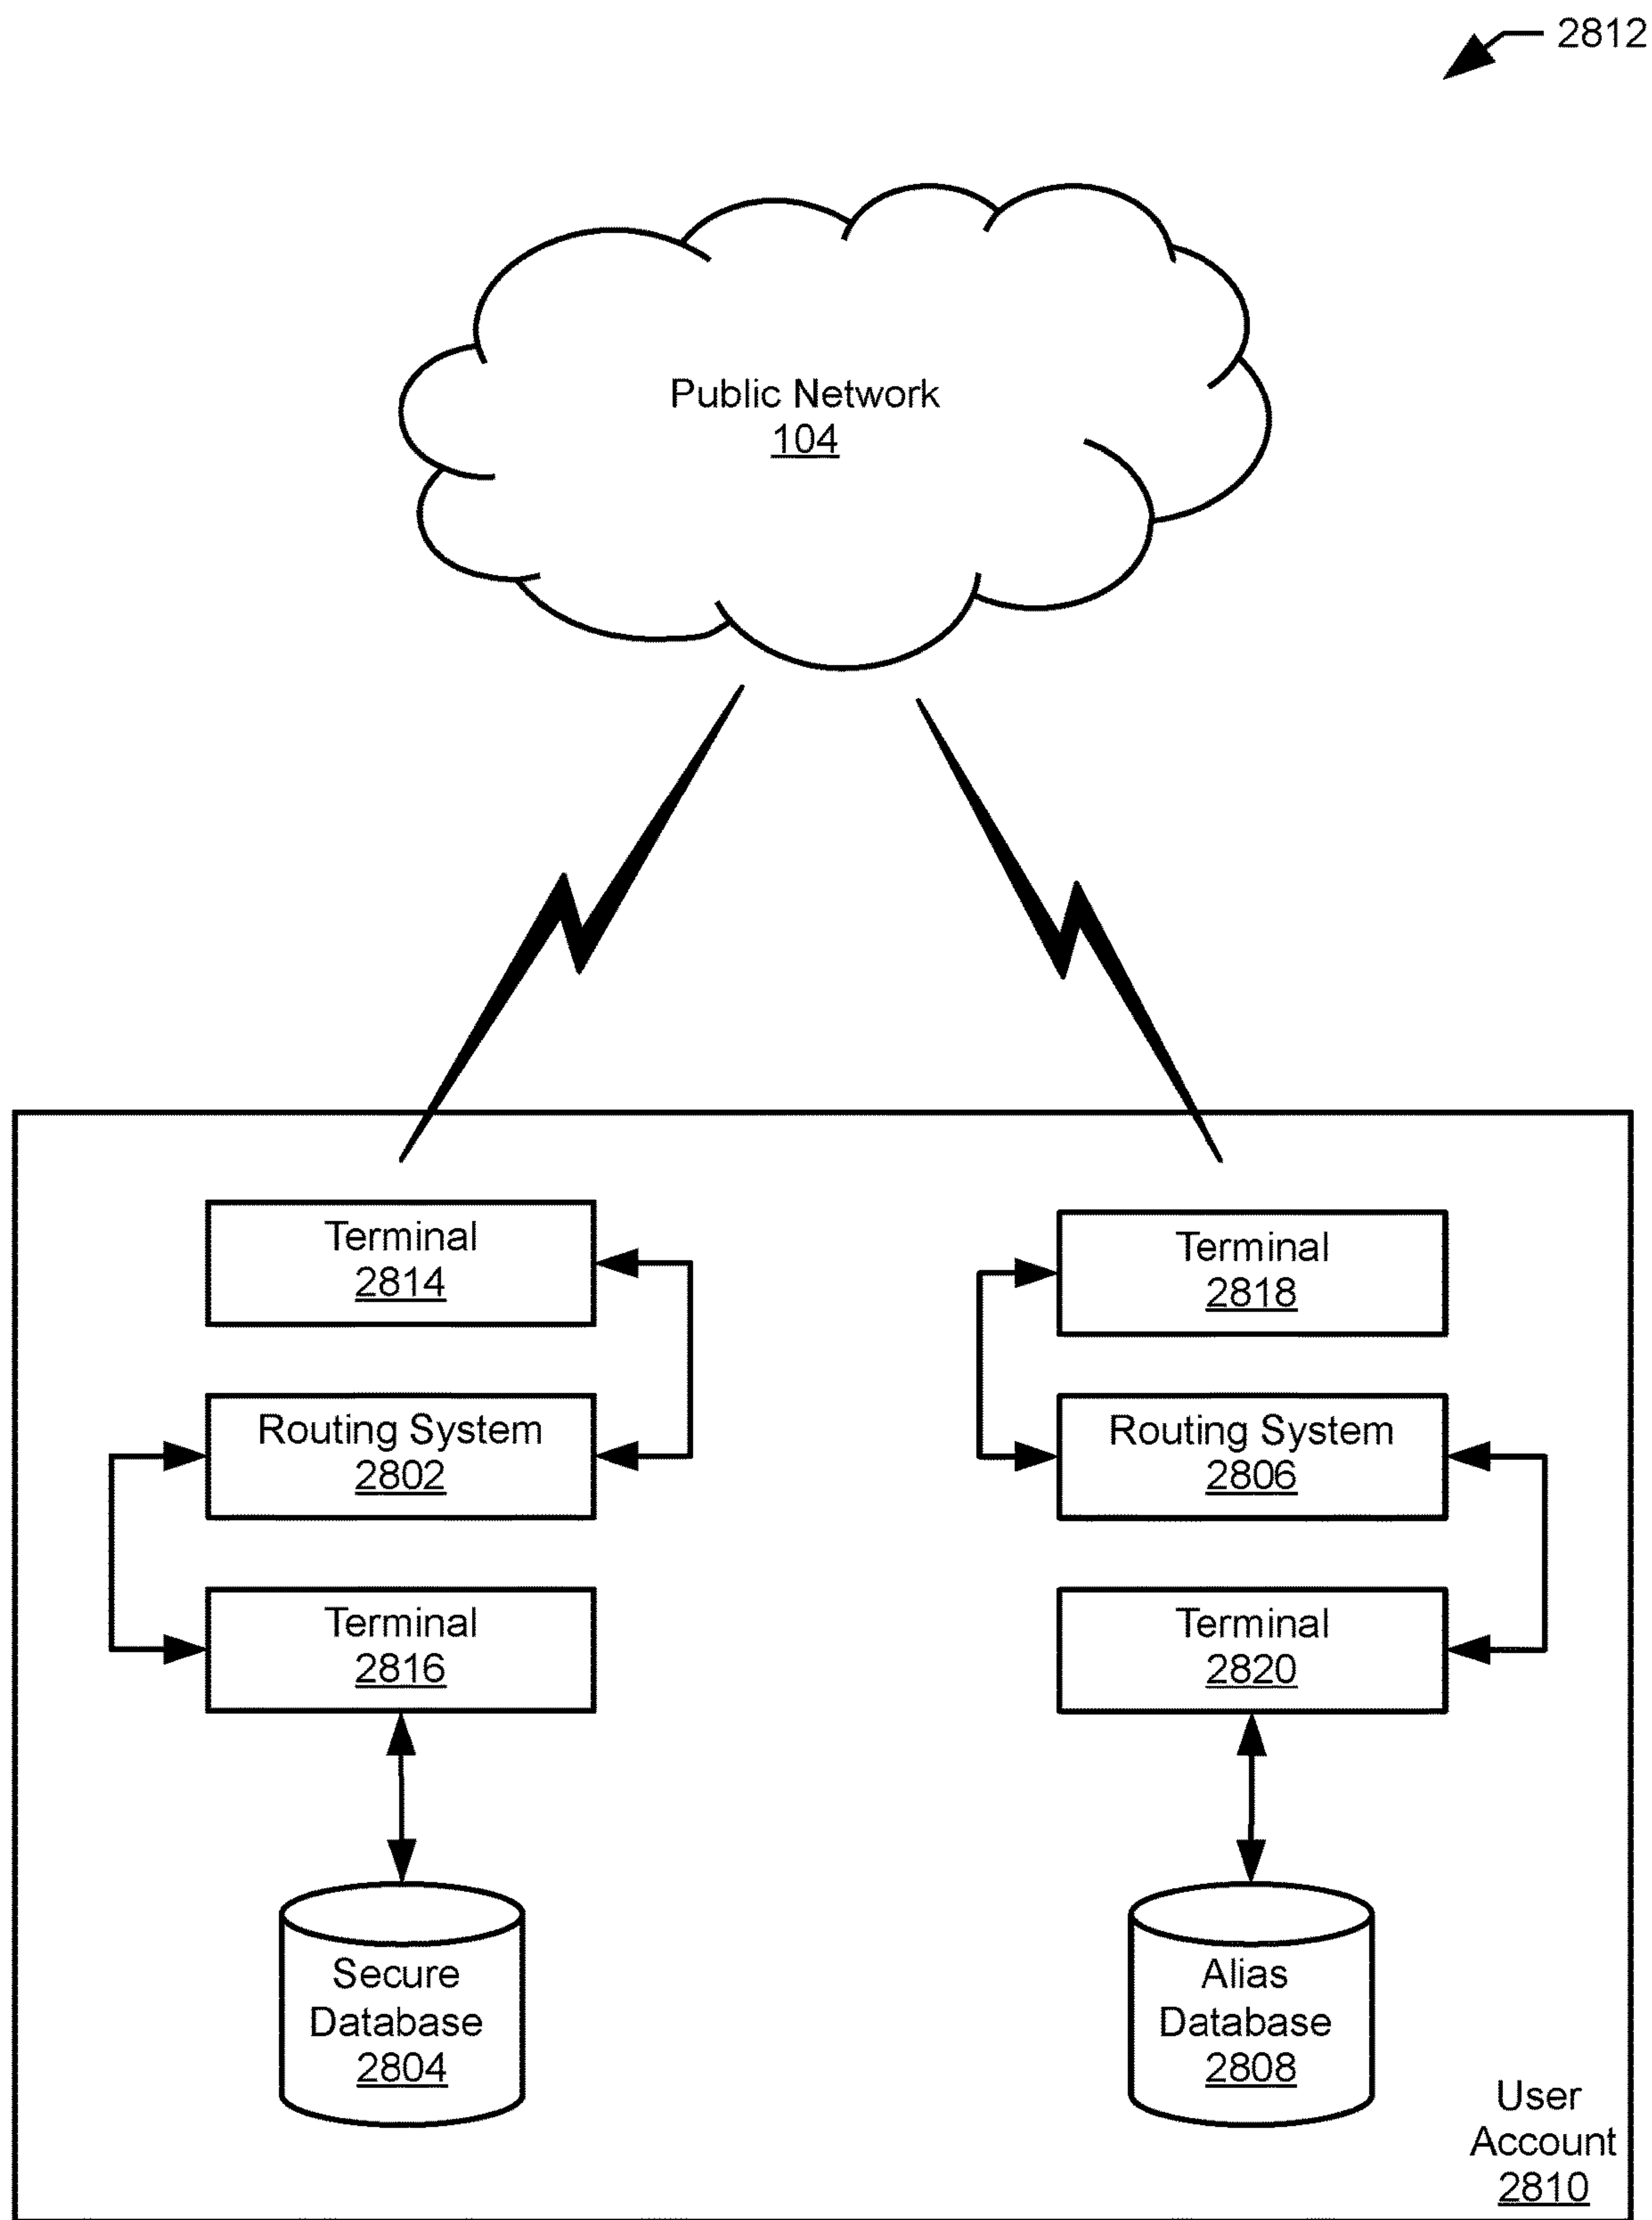 2812
Public Network
104
Terminal
2814
Terminal
2818
Routing System
2802
Routing System
2806
Terminal
2816
Terminal
2820
Secure
Database
2804
Alias
Database
2808
User
Account
2810